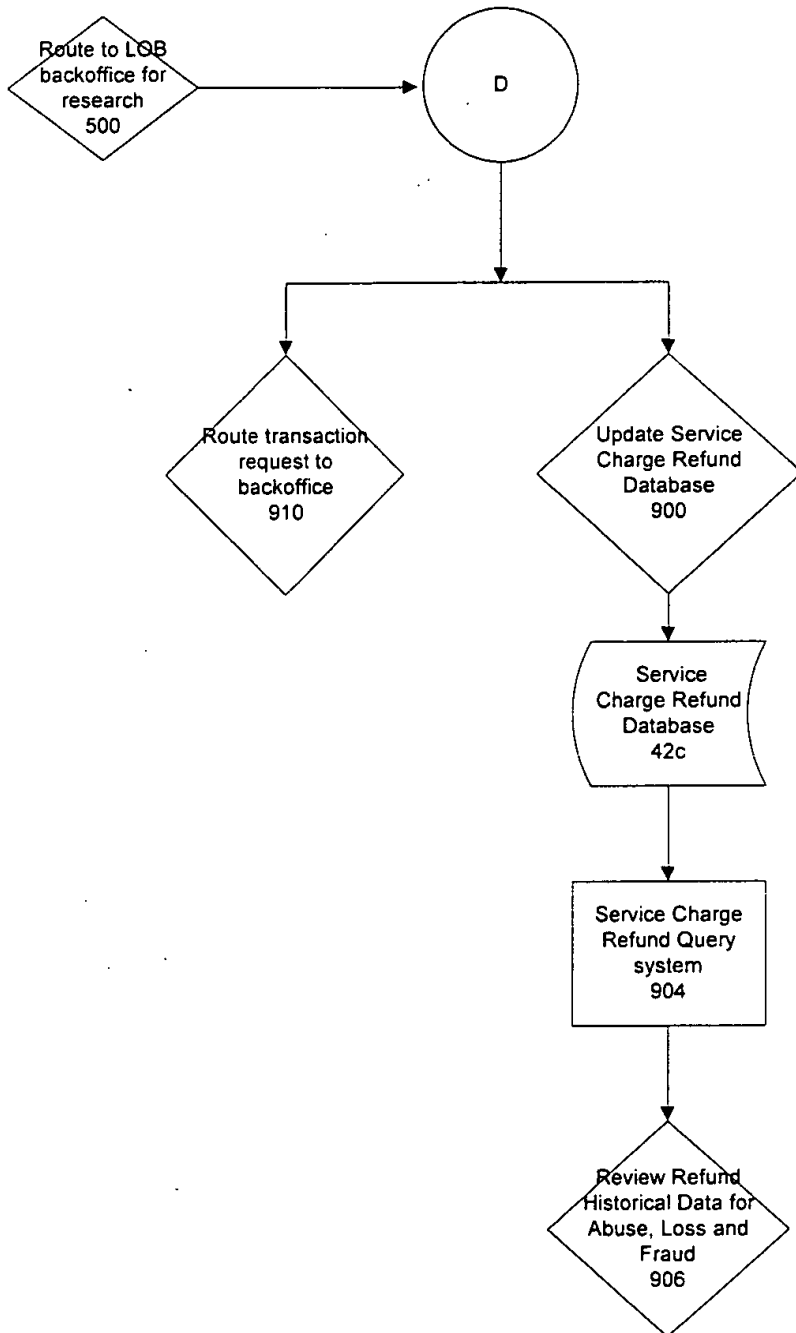 Route to LOB
backoffice for
research
500
D
Route transaction
request to
backoffice
910
Update Service
Charge Refund
Database
900
Service
Charge Refund
Database
42c
Service Charge
Refund Query
system
904
Review Refund
Historical Data for
Abuse, Loss and
Fraud
906